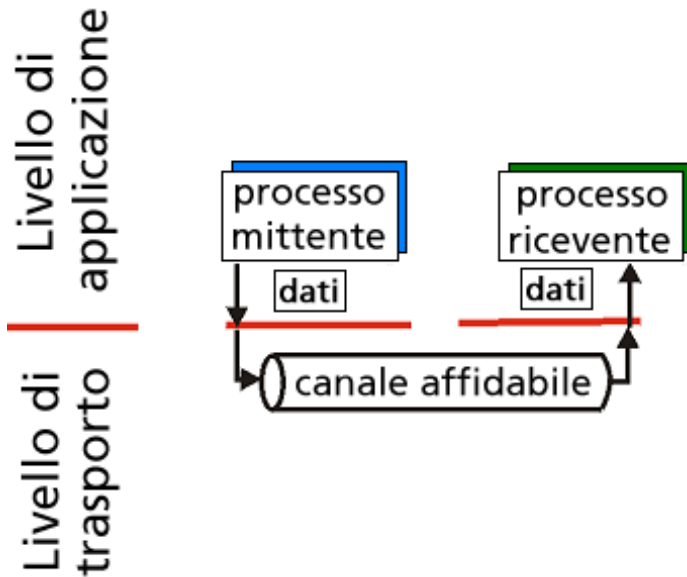 Livello di
applicazione
processo
mittente
processo
ricevente
dati
dati
canale affidabile
Livello di
trasporto